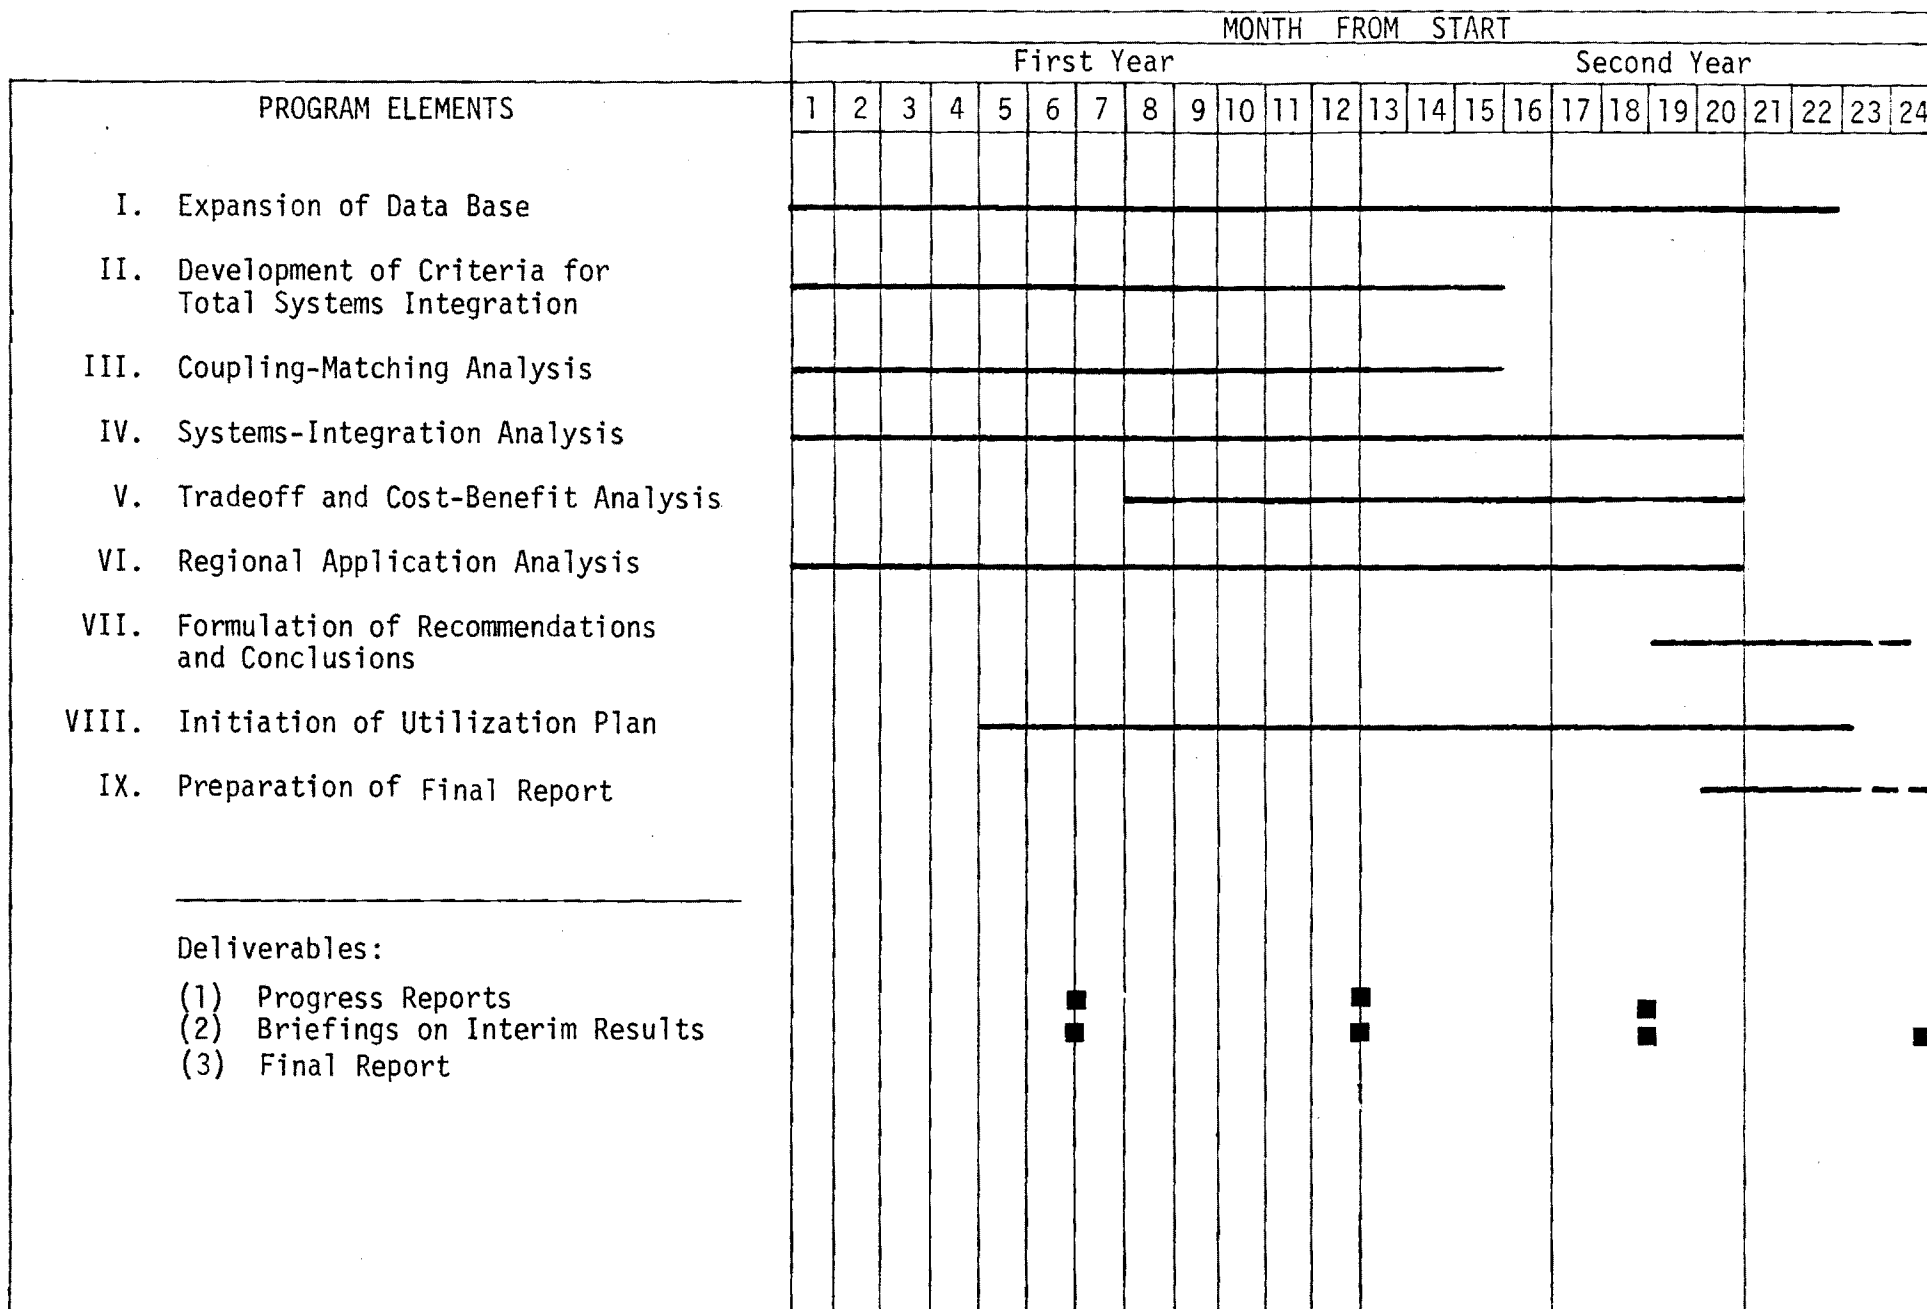 MONTH FROM START
First Year Second Year
PROGRAM ELEMENTS 1 2 3 4 5 6 7 8 9 10 11 12 13 14 15 16 17 18 19 20 21 22 23 24
I. Expansion of Data Base
II. Development of Criteria for
Total Systems Integration
III. Coupling-Matching Analysis
IV. Systems-Integration Analysis
V. Tradeoff and Cost-Benefit Analysis
VI. Regional Application Analysis
VII. Formulation of Recommendations
and Conclusions
VIII. Initiation of Utilization Plan
IX. Preparation of Final Report
Deliverables:
(1) Progress Reports
(2) Briefings on Interim Results
(3) Final Report